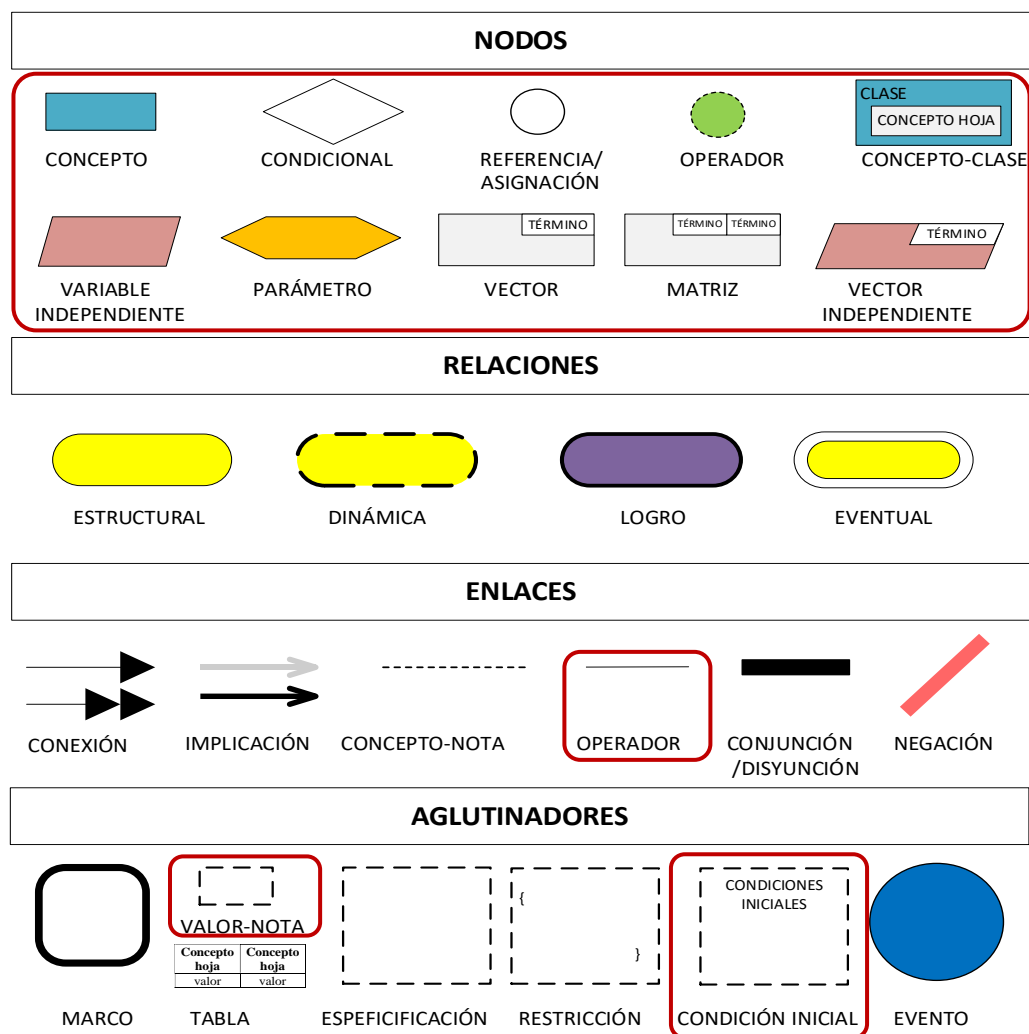 NODOS
CLASE
CONCEPTO HOJA
CONCEPTO
CONDICIONAL
REFERENCIA/
ASIGNACIÓN
OPERADOR
CONCEPTO-CLASE
TÉRMINO
TÉRMINO
TÉRMINO
TÉRMINO
VARIABLE
INDEPENDIENTE
PARÁMETRO
VECTOR
MATRIZ
VECTOR
INDEPENDIENTE
RELACIONES
ESTRUCTURAL
DINÁMICA
LOGRO
EVENTUAL
ENLACES
CONEXIÓN
IMPLICACIÓN
CONCEPTO-NOTA
OPERADOR
CONJUNCIÓN
/DISYUNCIÓN
NEGACIÓN
AGLUTINADORES
VALOR-NOTA
Concepto hoja
Concepto hoja
valor
valor
{
}
CONDICIONES
INICIALES
MARCO
TABLA
ESPEFICIFICACIÓN
RESTRICCIÓN
CONDICIÓN INICIAL
EVENTO